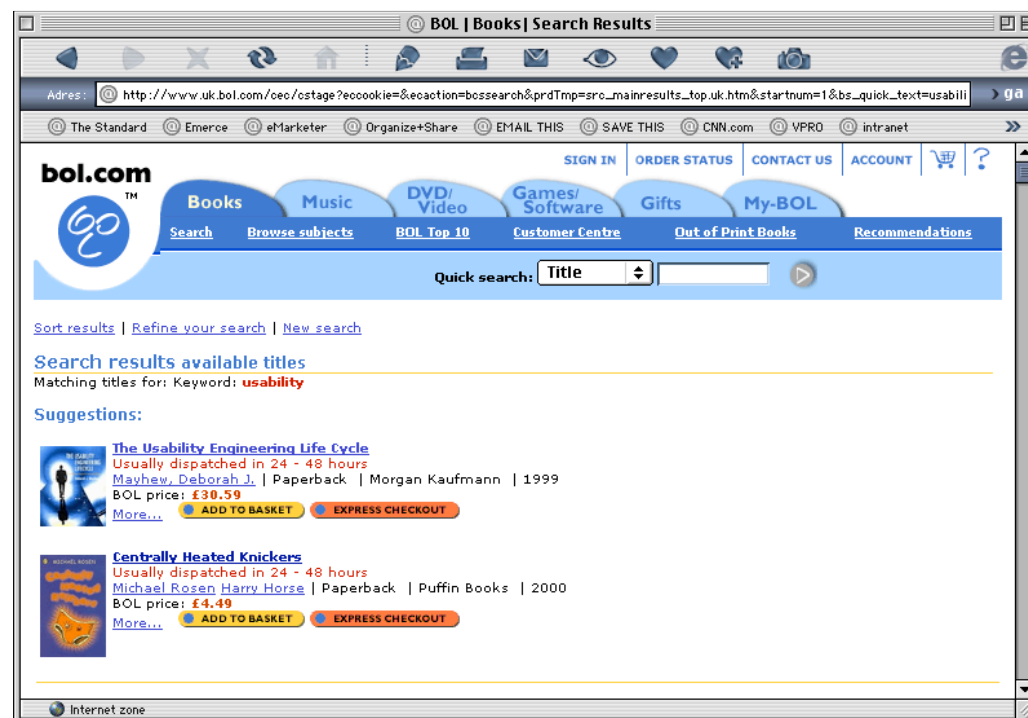 BOL | Books | Search Results
Adres: http://www.uk.bol.com/cec/cstage?eccookie=&ecaction=bcssearch&prdTmp=src_mainresults_top.uk.htm&startnum=1&bs_quick_text=usabili ga
The Standard Emerce eMarketer Organize+Share EMAIL THIS SAVE THIS CNN.com VPRO intranet
SIGN IN ORDER STATUS CONTACT US ACCOUNT ?
bol.com
TM
Books Music DVD/ Video Games/ Software Gifts My-BOL
Search Browse subjects BOL Top 10 Customer Centre Out of Print Books Recommendations
Quick search: Title
Sort results | Refine your search | New search
Search results available titles
Matching titles for: Keyword: usability
Suggestions:
The Usability Engineering Life Cycle
Usually dispatched in 24 - 48 hours
Mayhew, Deborah J. | Paperback | Morgan Kaufmann | 1999
BOL price: £30.59
More... ADD TO BASKET EXPRESS CHECKOUT
Centrally Heated Knickers
Usually dispatched in 24 - 48 hours
Michael Rosen Harry Horse | Paperback | Puffin Books | 2000
BOL price: £4.49
More... ADD TO BASKET EXPRESS CHECKOUT
Internet zone